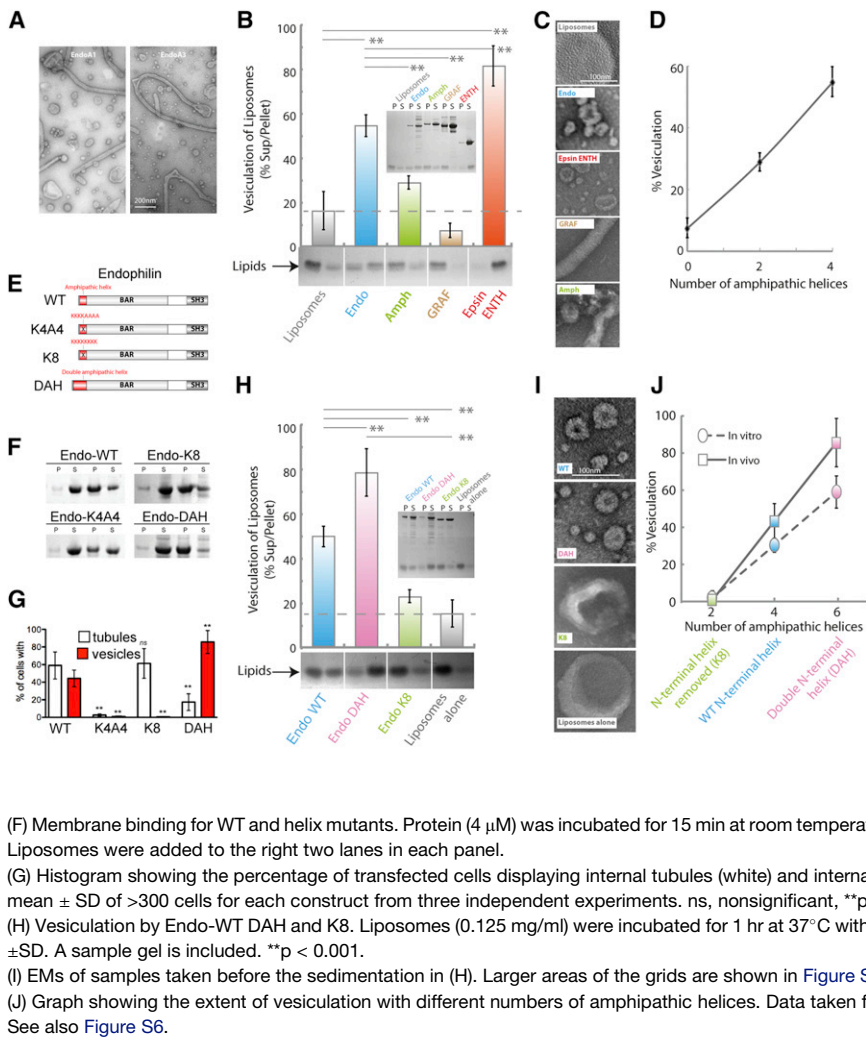 A
EndoA1
EndoA3
200nm
B
Vesiculation of Liposomes
(% Sup/Pellet)
100
80
60
40
20
0
**
**
**
**
**
**
Liposomes
Endo
Amph
GRAF
ENTH
P S P S P S P S P S
Lipids
Liposomes
Endo
Amph
GRAF
Epsin
ENTH
C
Liposomes
100nm
Endo
Epsin ENTH
GRAF
Amph
D
% Vesiculation
60
40
20
0
0 2 4
Number of amphipathic helices
E
Endophilin
Amphipathic helix
WT BAR SH3
KKKKAAAA
K4A4 X BAR SH3
KKKKKKKK
K8 X BAR SH3
Double amphipathic helix
DAH BAR SH3
F
Endo-WT
P S P S
Endo-K8
P S P S
Endo-K4A4
P S P S
Endo-DAH
P S P S
G
% of cells with
100
80
60
40
20
0
tubules
vesicles
** ** ns ** ** **
WT K4A4 K8 DAH
H
Vesiculation of Liposomes
(% Sup/Pellet)
100
80
60
40
20
0
**
**
**
**
Endo WT
Endo DAH
Endo K8
Liposomes
alone
P S P S P S P S
Lipids
Endo WT
Endo DAH
Endo K8
Liposomes
alone
I
WT
100nm
DAH
K8
Liposomes alone
J
% Vesiculation
100
80
60
40
20
0
In vitro
In vivo
2 4 6
Number of amphipathic helices
N-terminal helix
removed (K8)
WT N-terminal helix
Double N-terminal
helix (DAH)
(F) Membrane binding for WT and helix mutants. Protein (4 μM) was incubated for 15 min at room tempera
Liposomes were added to the right two lanes in each panel.
(G) Histogram showing the percentage of transfected cells displaying internal tubules (white) and interna
mean ± SD of >300 cells for each construct from three independent experiments. ns, nonsignificant, **p
(H) Vesiculation by Endo-WT DAH and K8. Liposomes (0.125 mg/ml) were incubated for 1 hr at 37°C with
±SD. A sample gel is included. **p < 0.001.
(I) EMs of samples taken before the sedimentation in (H). Larger areas of the grids are shown in Figure S
(J) Graph showing the extent of vesiculation with different numbers of amphipathic helices. Data taken f
See also Figure S6.